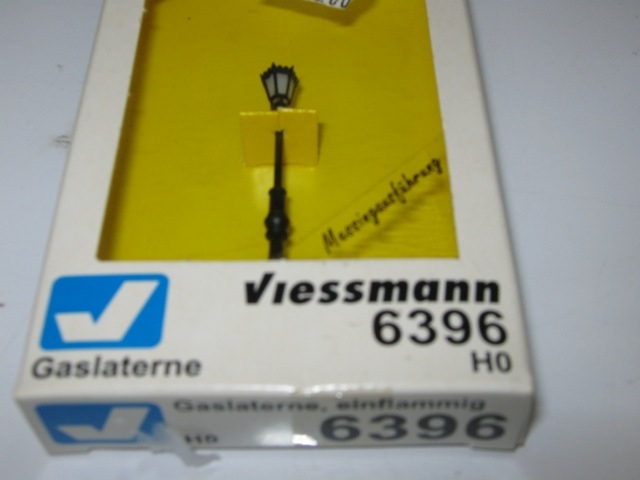 Messingausführung
Viessmann
6396
H0
Gaslaterne
Gaslaterne, einflammig
H0
6396